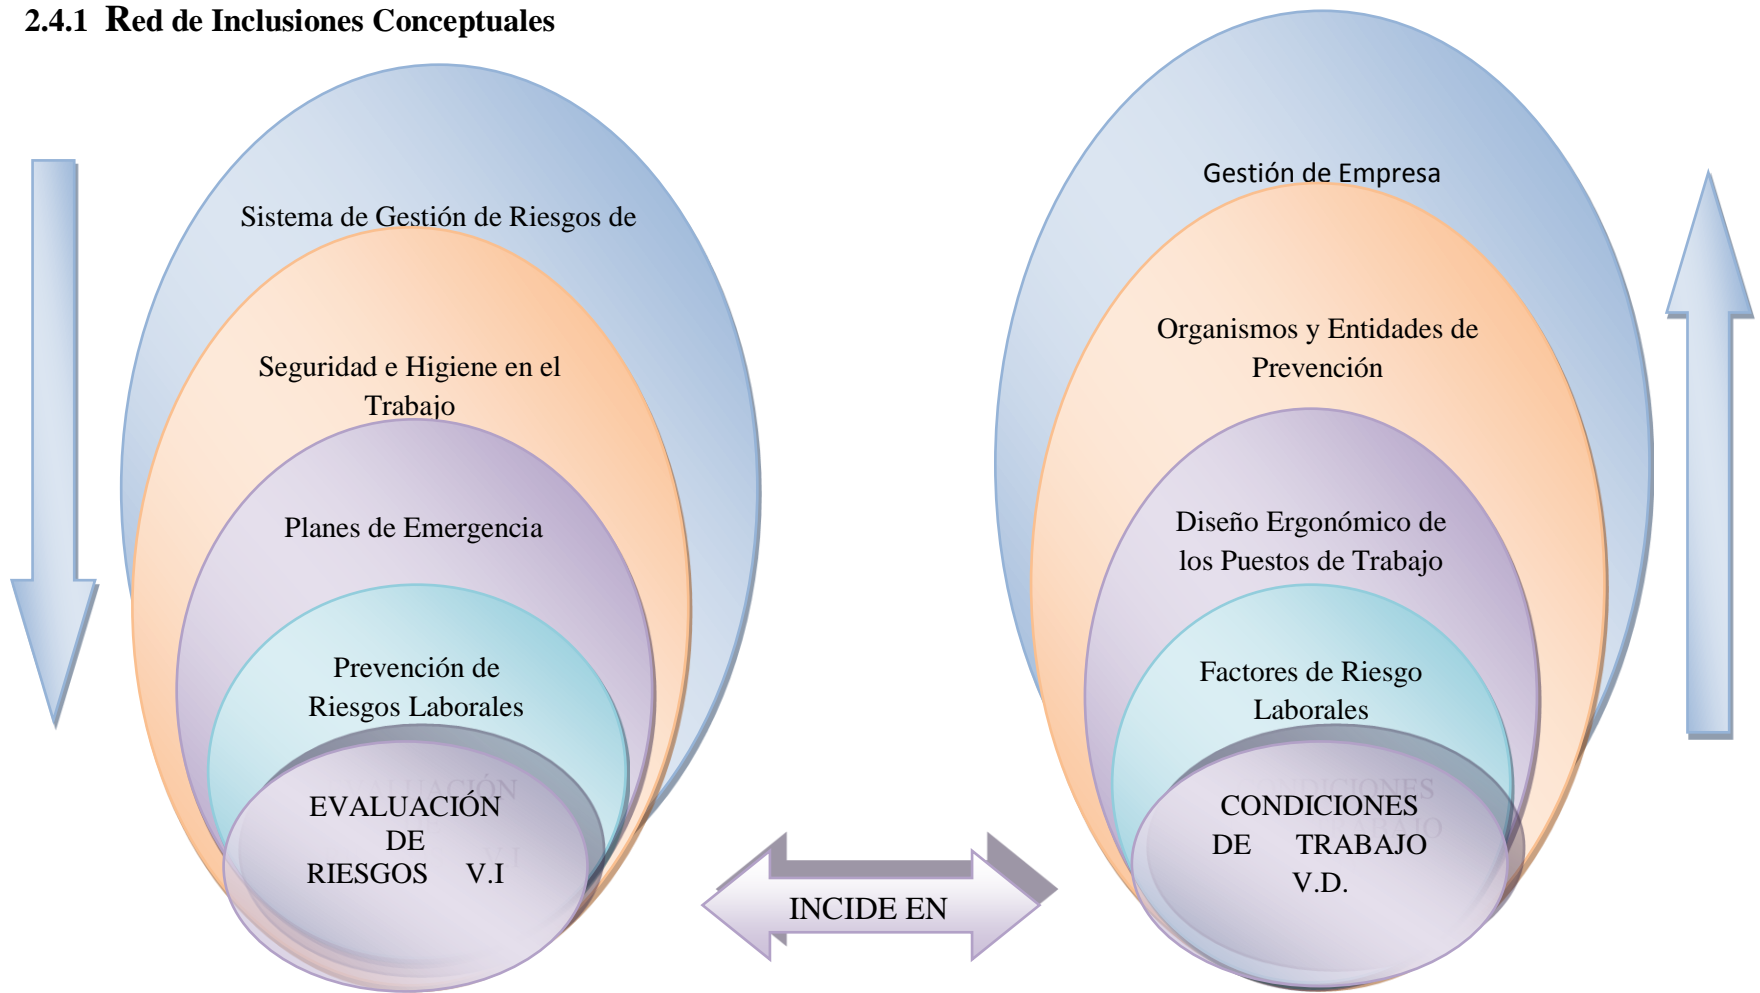 2.4.1 Red de Inclusiones Conceptuales
Sistema de Gestión de Riesgos de
Seguridad e Higiene en el
Trabajo
Planes de Emergencia
Prevención de
Riesgos Laborales
EVALUACIÓN
DE
RIESGOS V.I
INCIDE EN
Gestión de Empresa
Organismos y Entidades de
Prevención
Diseño Ergonómico de
los Puestos de Trabajo
Factores de Riesgo
Laborales
CONDICIONES
DE TRABAJO
V.D.